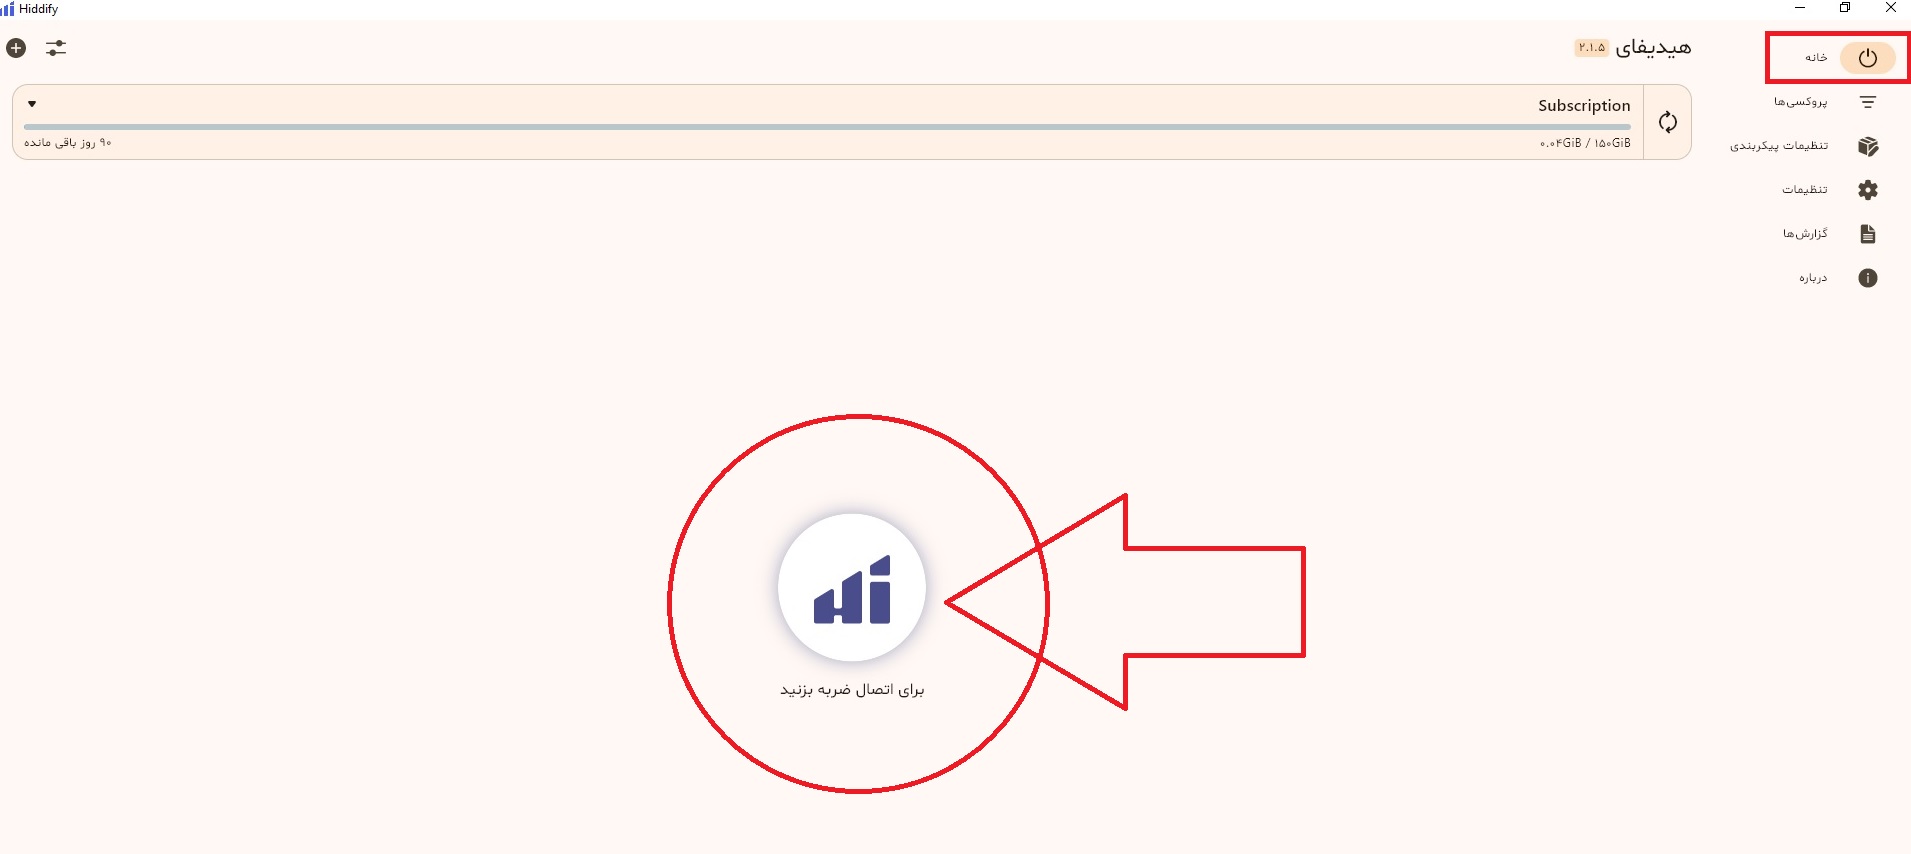 Hiddify
هیدیفای ۲.۱.۵
Subscription
۰.۰۴GiB / ۱۵۰GiB
۹۰ روز باقی مانده
خانه
پروکسی‌ها
تنظیمات پیکربندی
تنظیمات
گزارش‌ها
درباره
برای اتصال ضربه بزنید